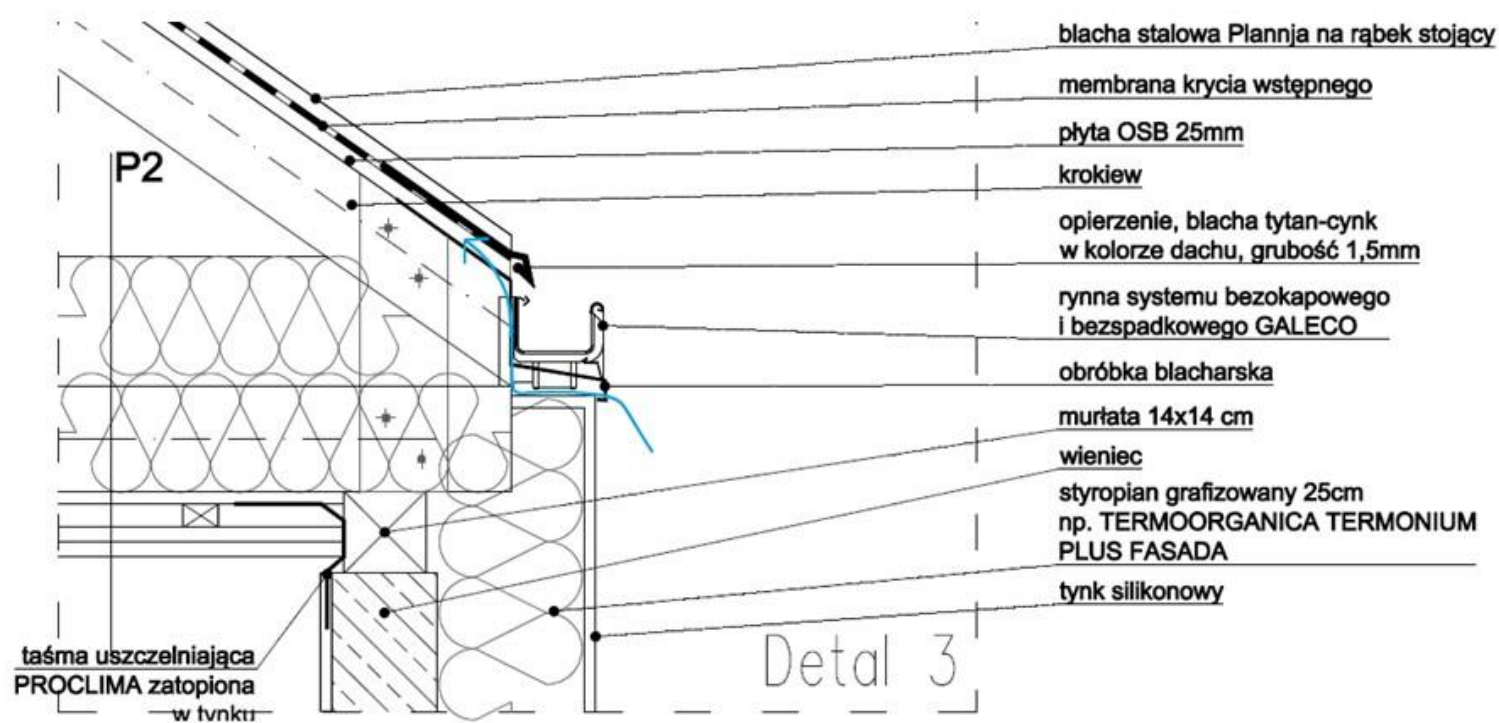 blacha stalowa Plannja na rąbek stojący
membrana krycia wstępnego
płyta OSB 25mm
krokiew
opierzenie, blacha tytan-cynk
w kolorze dachu, grubość 1,5mm
rynna systemu bezokapowego
i bezspadkowego GALECO
obróbka blacharska
murłata 14x14 cm
wieniec
styropian grafizowany 25cm
np. TERMOORGANICA TERMONIUM
PLUS FASADA
tynk silikonowy
P2
taśma uszczelniająca
PROCLIMA zatopiona
w tynku
Detal 3